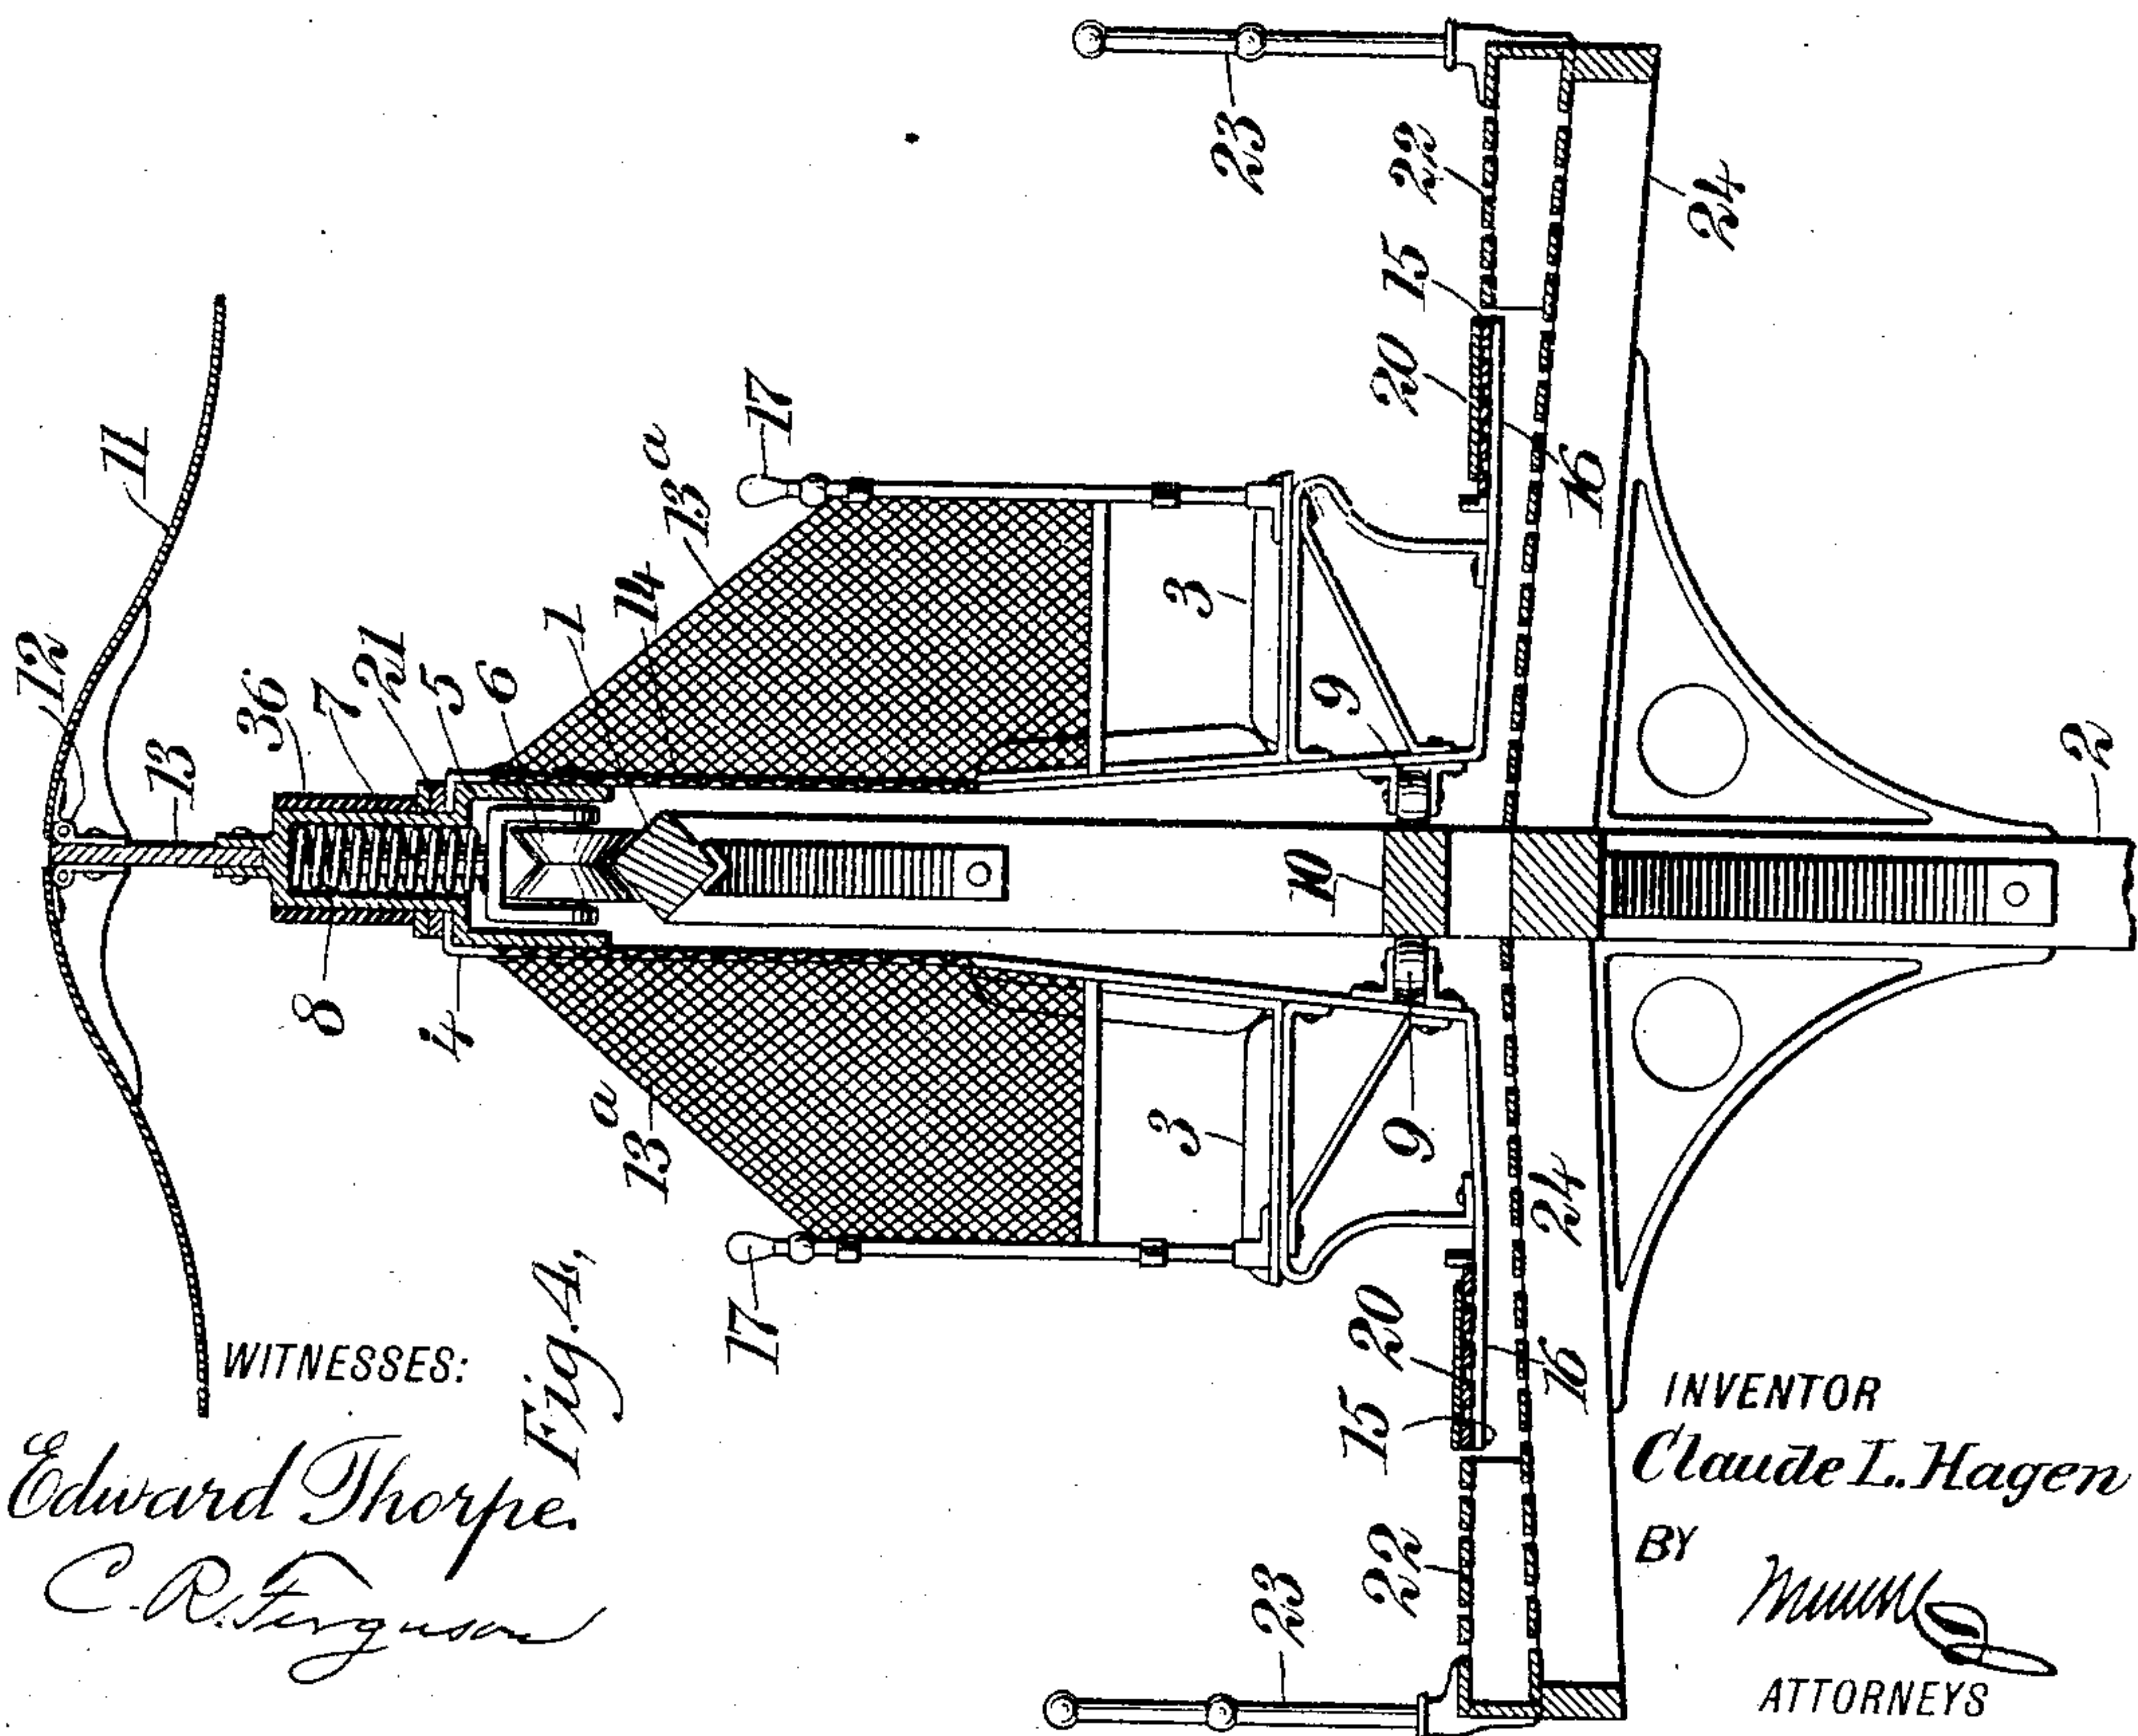 12
11
13
36
7
21
5
6
1
14
13a
17
3
9
20
15
22
23
16
24
2
8
4
13a
17
3
10
9
20
15
22
23
16
24
Fig. 4,
WITNESSES:
Edward Thorpe.
C. R. Ferguson
INVENTOR
Claude L. Hagen
BY
Munn
ATTORNEYS